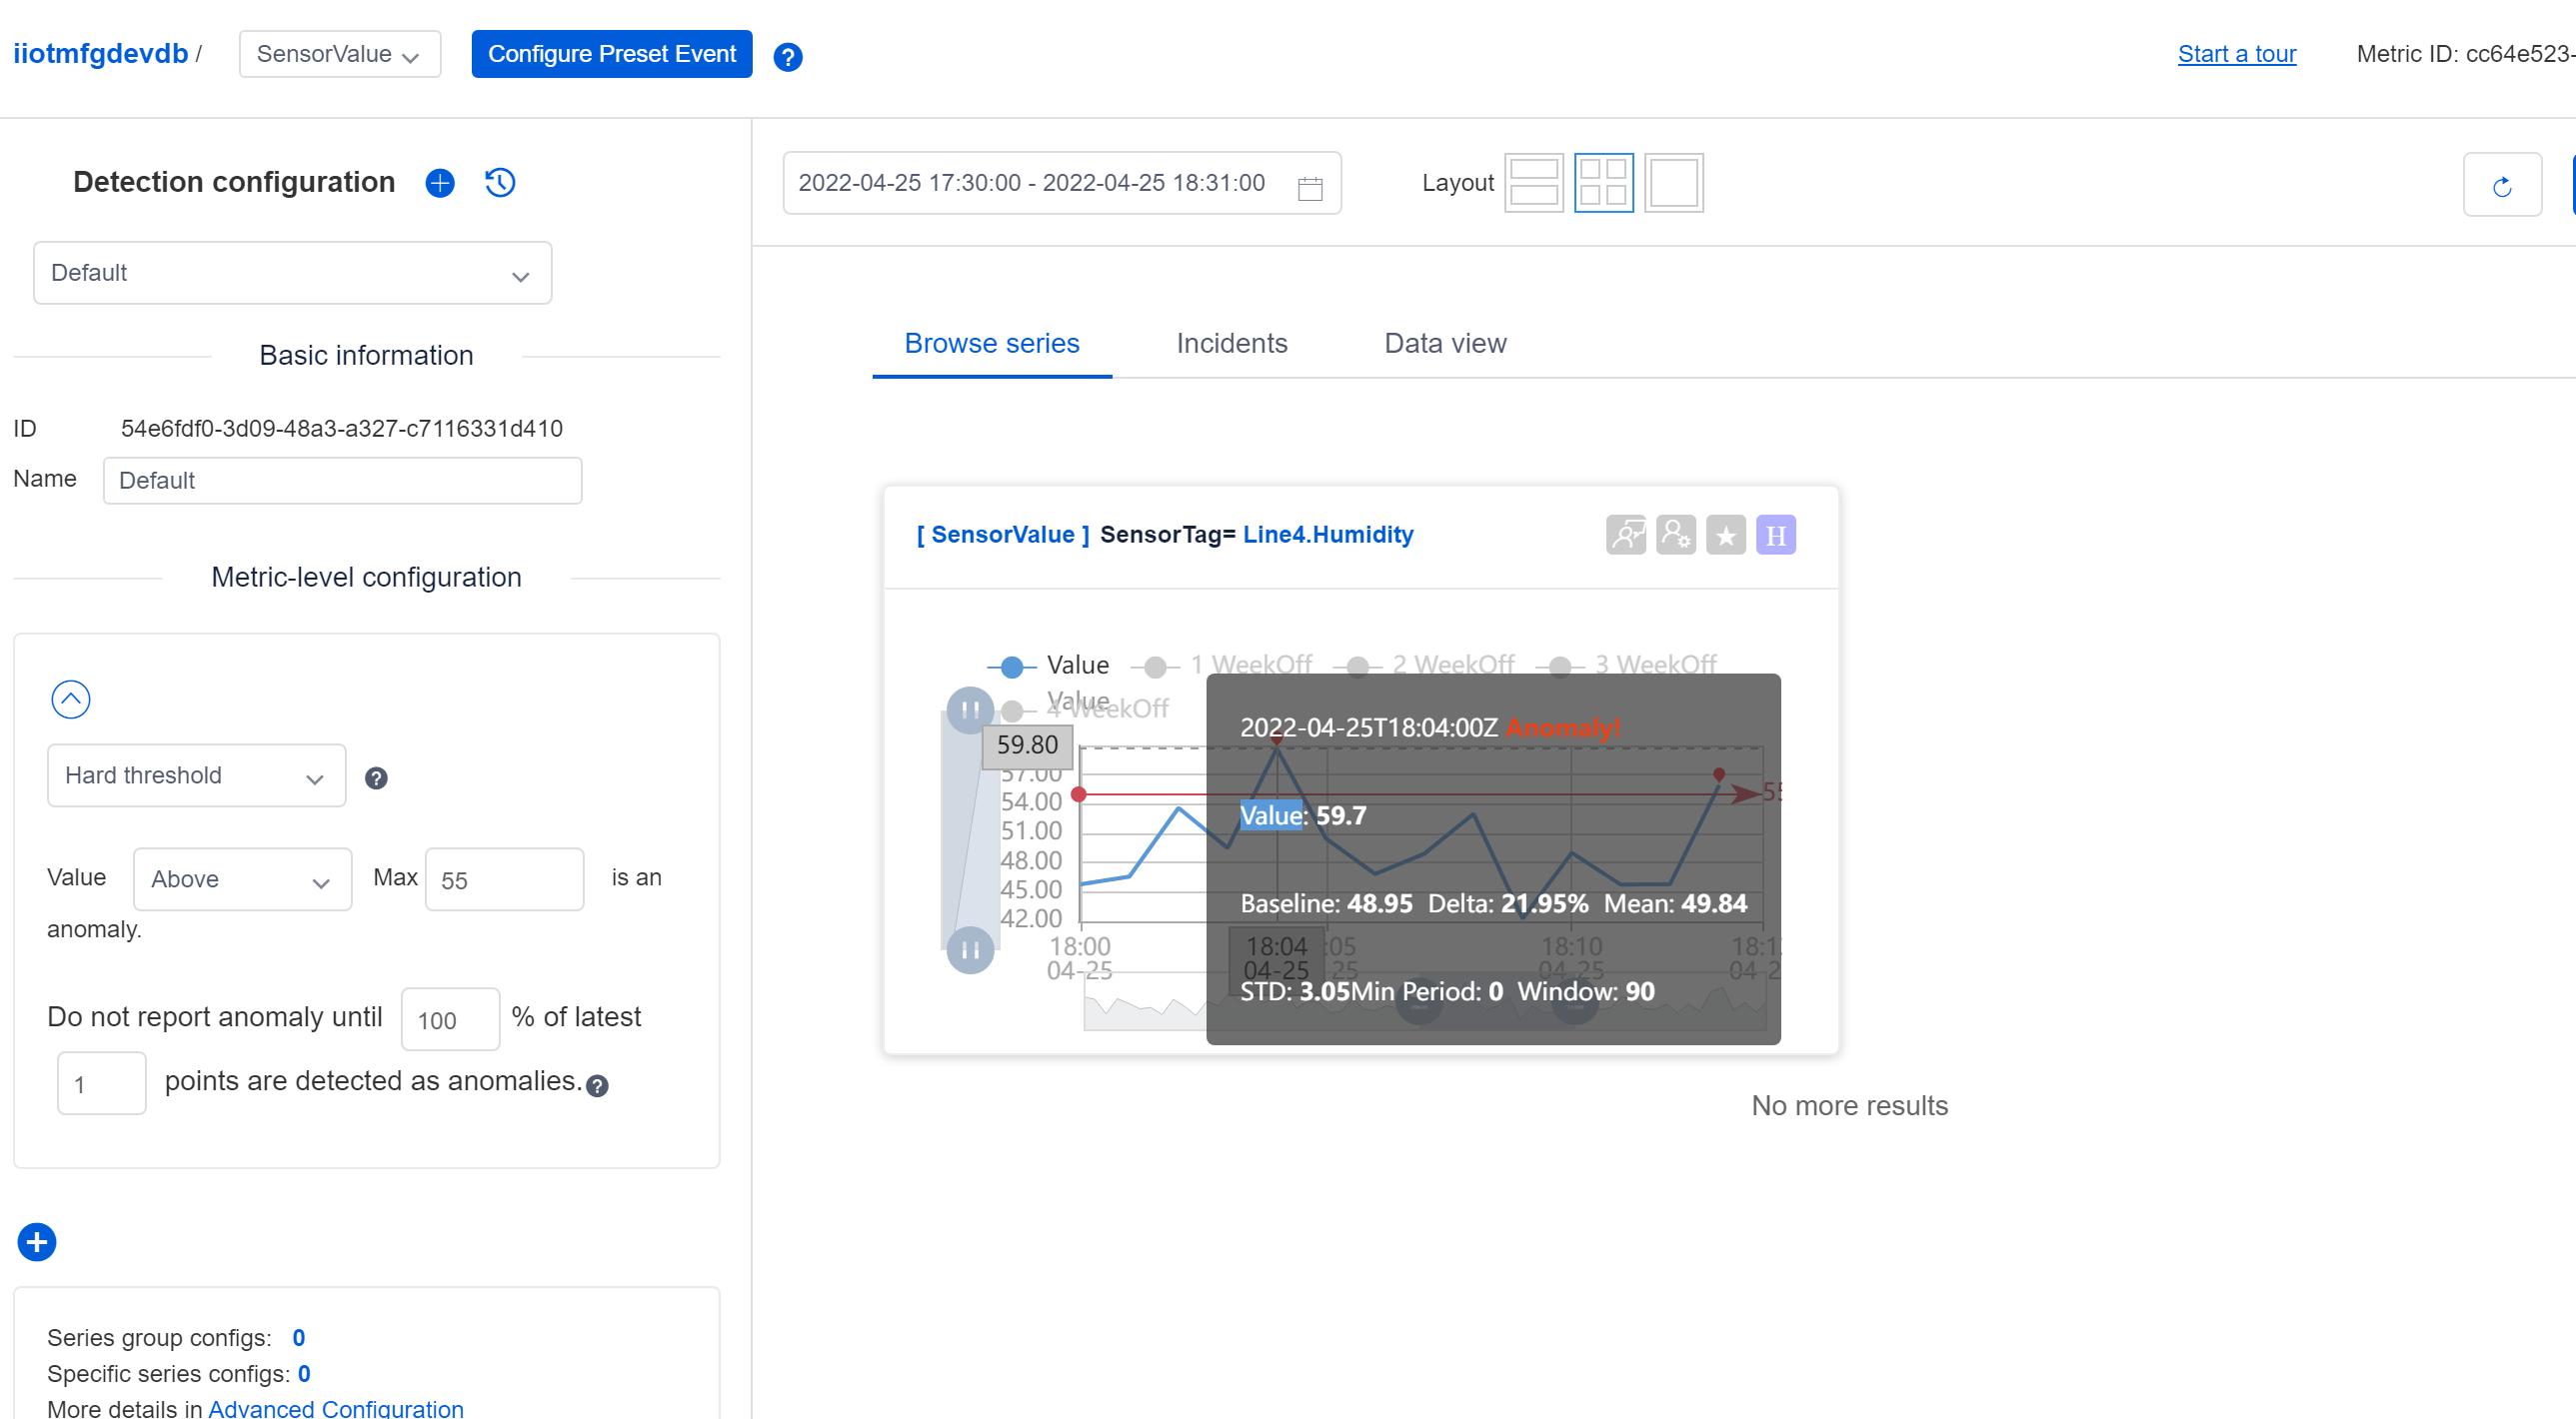 iiotmfgdevdb /
SensorValue
Configure Preset Event
?
Start a tour
Metric ID: cc64e523-
Detection configuration
Default
Basic information
ID 54e6fdf0-3d09-48a3-a327-c7116331d410
Name Default
Metric-level configuration
Hard threshold ?
Value Above Max 55 is an
anomaly.
Do not report anomaly until 100 % of latest
1 points are detected as anomalies. ?
Series group configs: 0
Specific series configs: 0
More details in Advanced Configuration
2022-04-25 17:30:00 - 2022-04-25 18:31:00
Layout
Browse series
Incidents
Data view
[ SensorValue ] SensorTag= Line4.Humidity
H
Value 1 WeekOff 2 WeekOff 3 WeekOff
4 WeekOff
Value
59.80
57.00
54.00
51.00
48.00
45.00
42.00
18:00
04-25
18:04
04-25
:05
25
18:10
04-25
18:1
04-2
55
2022-04-25T18:04:00Z Anomaly!
Value: 59.7
Baseline: 48.95 Delta: 21.95% Mean: 49.84
STD: 3.05Min Period: 0 Window: 90
No more results